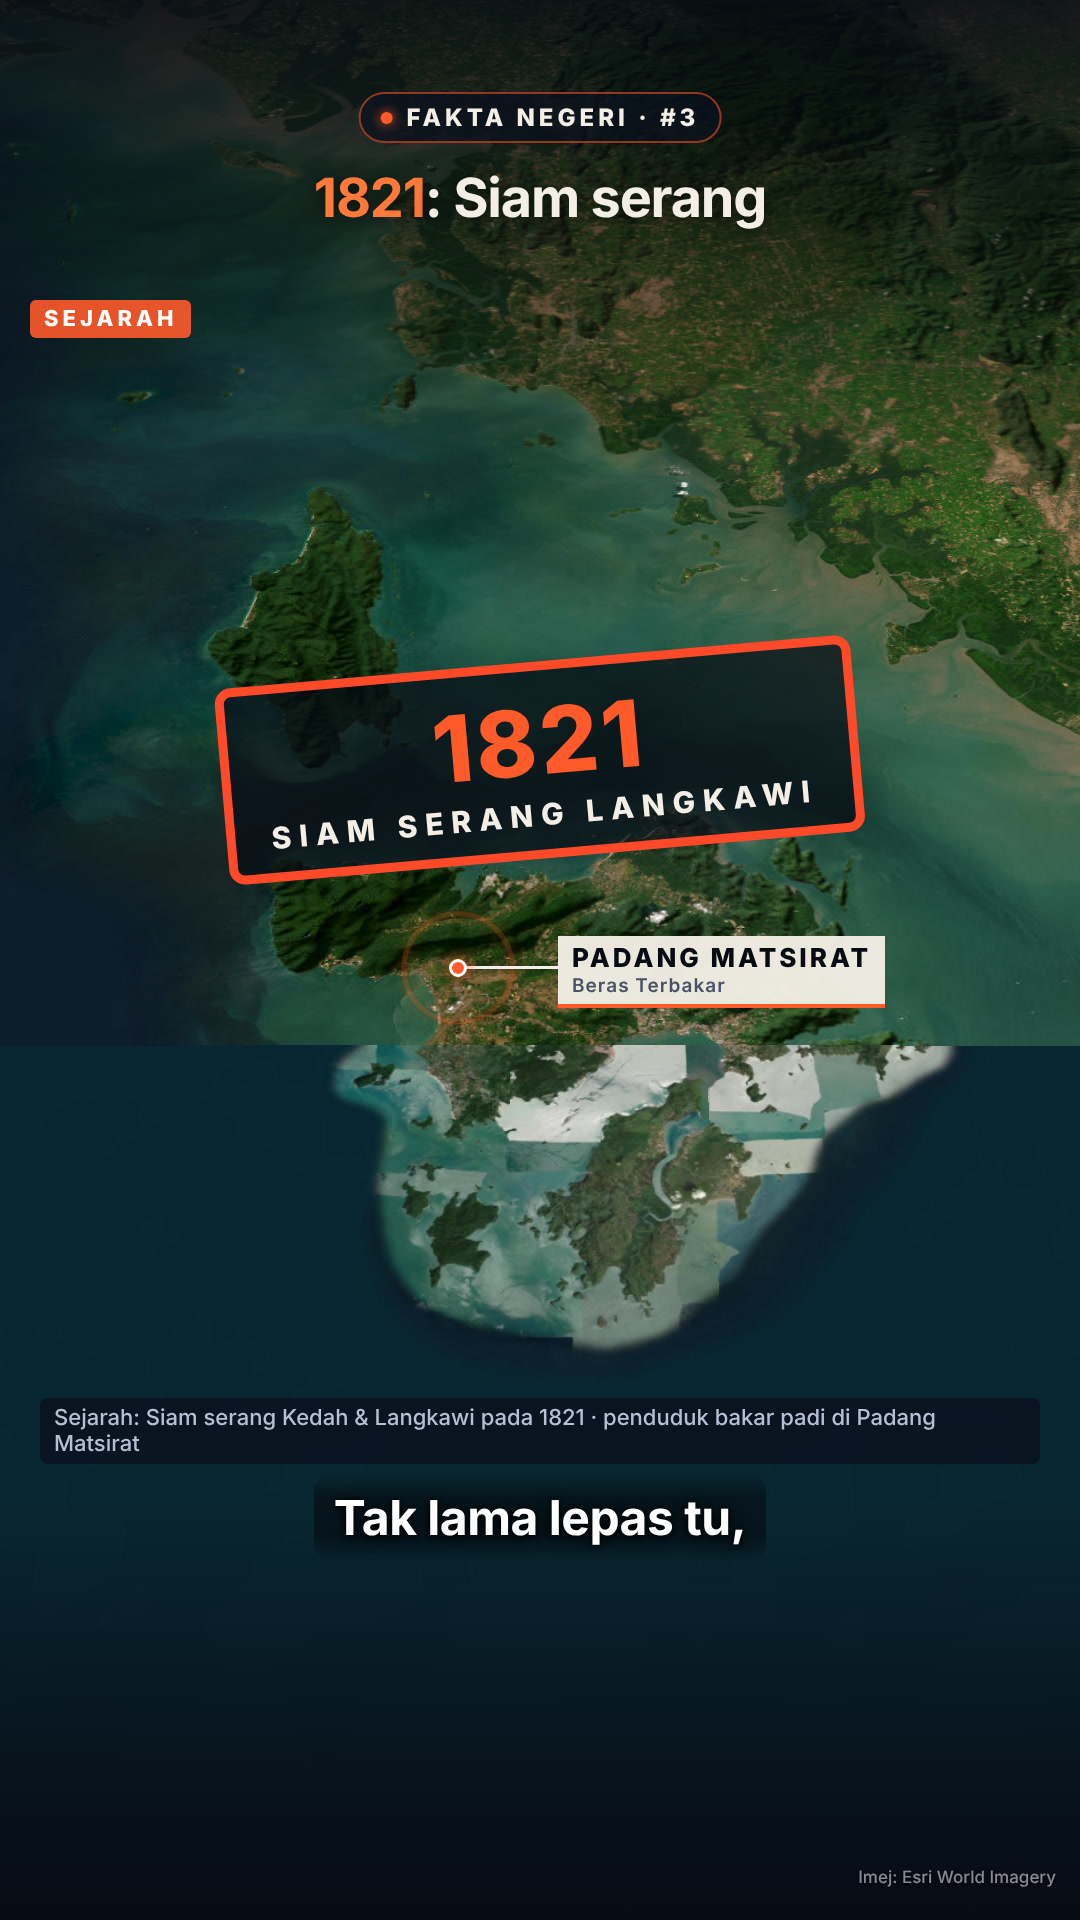 FAKTA NEGERI · #3
1821: Siam serang
SEJARAH
1821
SIAM SERANG LANGKAWI
PADANG MATSIRAT
Beras Terbakar
Sejarah: Siam serang Kedah & Langkawi pada 1821 · penduduk bakar padi di Padang
Matsirat
Tak lama lepas tu,
Imej: Esri World Imagery